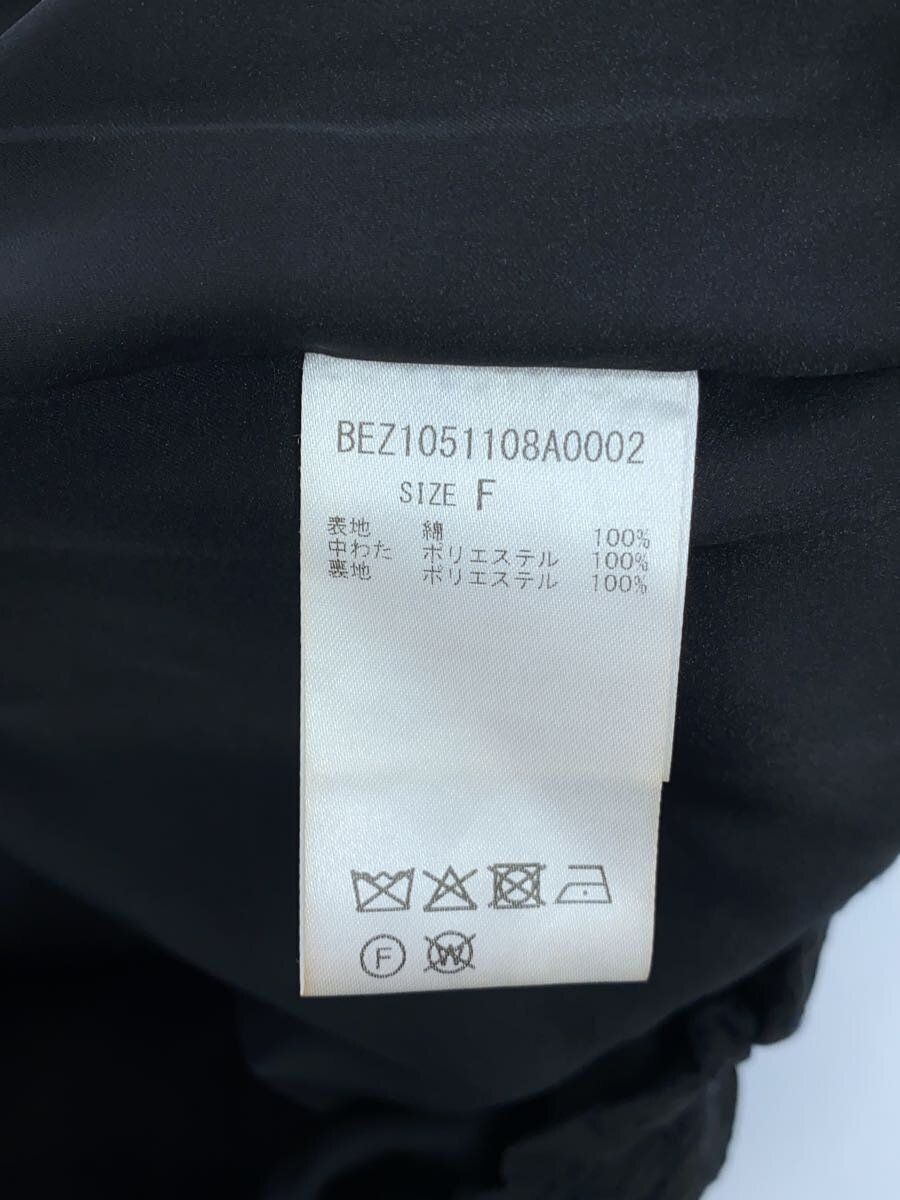 BEZ1051108A0002
SIZE F
表地 綿 100%
中わた ポリエステル 100%
裏地 ポリエステル 100%
F W